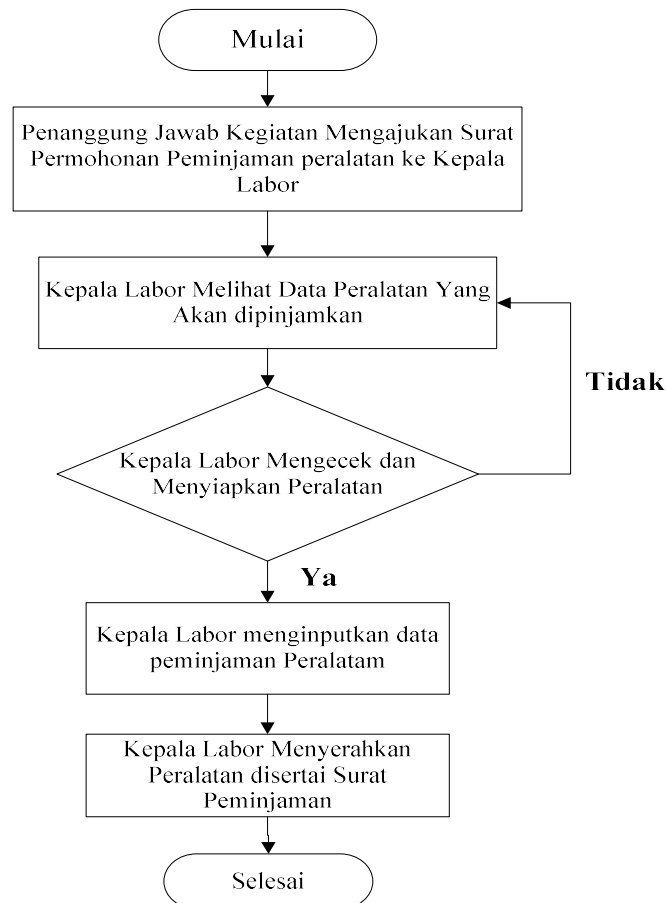 Mulai
Penanggung Jawab Kegiatan Mengajukan Surat
Permohonan Peminjaman peralatan ke Kepala
Labor
Kepala Labor Melihat Data Peralatan Yang
Akan dipinjamkan
Tidak
Kepala Labor Mengecek dan
Menyiapkan Peralatan
Ya
Kepala Labor menginputkan data
peminjaman Peralatam
Kepala Labor Menyerahkan
Peralatan disertai Surat
Peminjaman
Selesai